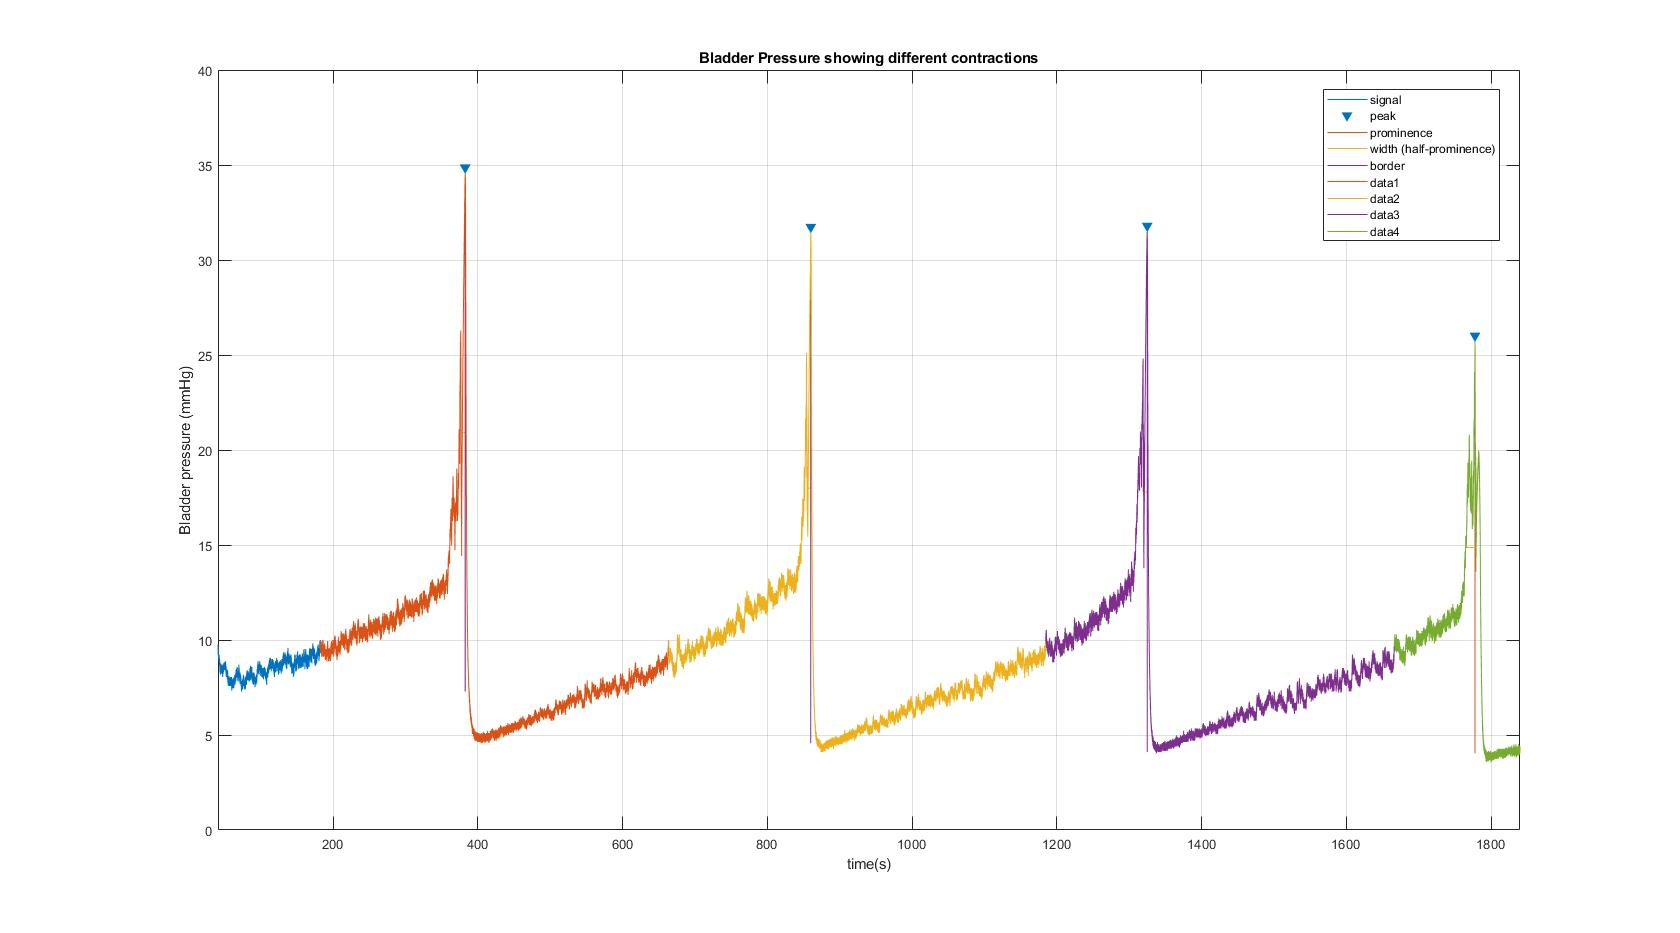 Bladder Pressure showing different contractions
40
35
30
25
20
15
10
5
0
Bladder pressure (mmHg)
200 400 600 800 1000 1200 1400 1600 1800
time(s)
signal
peak
prominence
width (half-prominence)
border
data1
data2
data3
data4